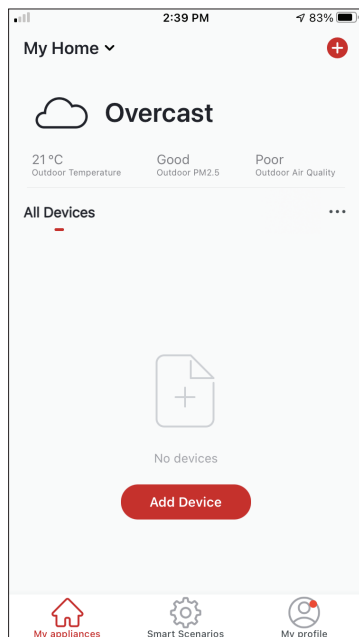 2:39 PM 83%
My Home
Overcast
21 °C Good Poor
Outdoor Temperature Outdoor PM2.5 Outdoor Air Quality
All Devices
No devices
Add Device
My appliances Smart Scenarios My profile